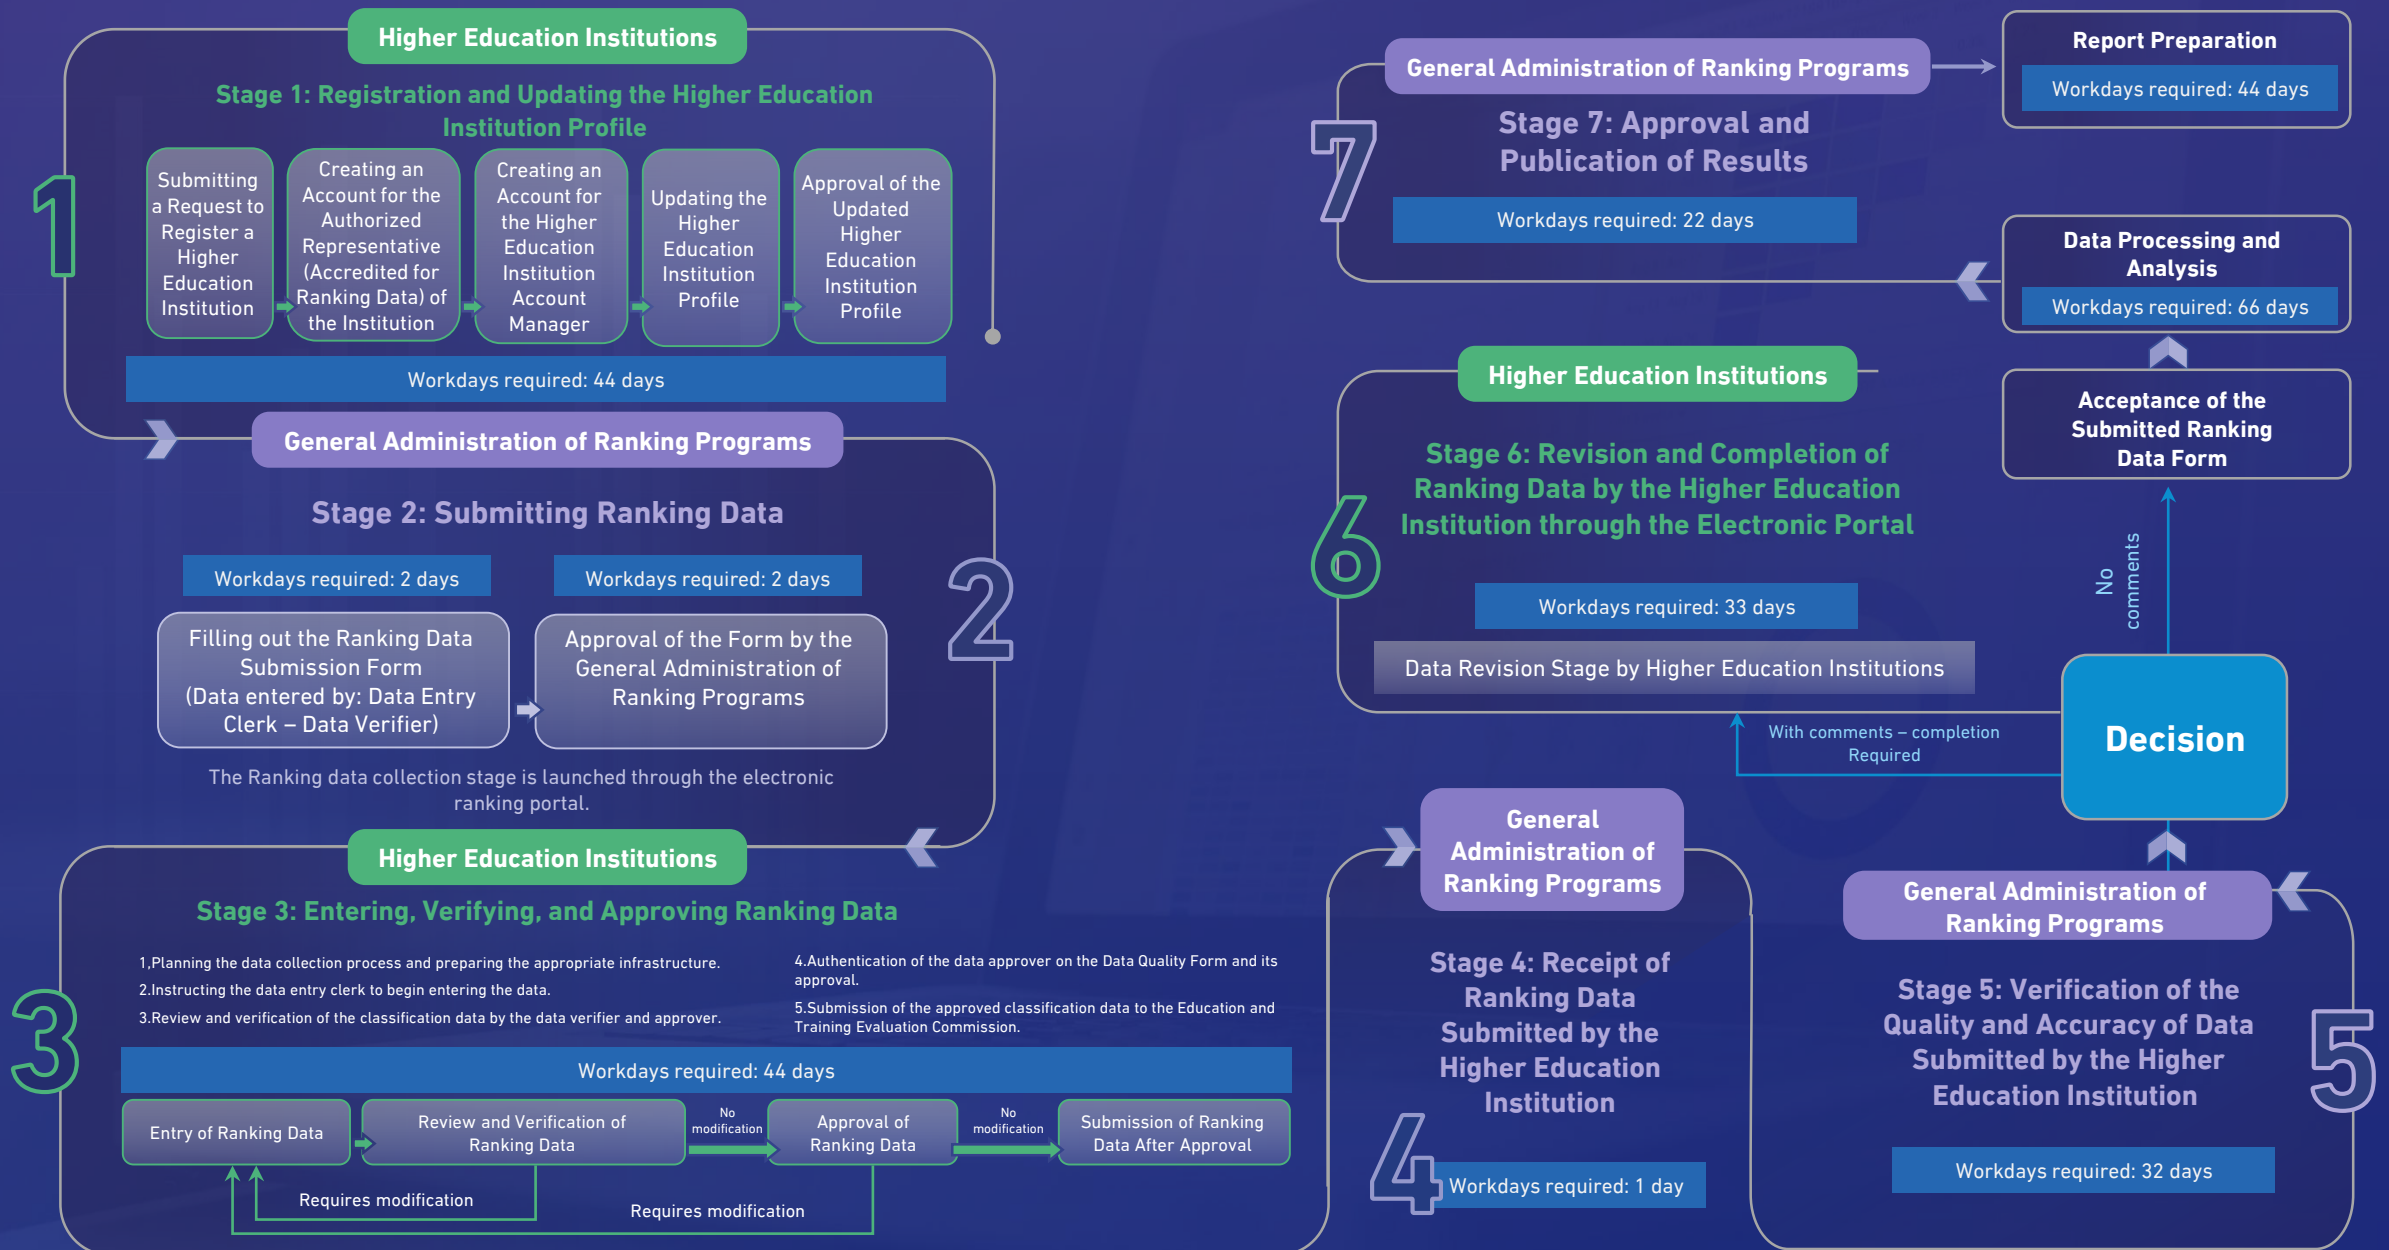 Higher Education Institutions
Stage 1: Registration and Updating the Higher Education
Institution Profile
1
Submitting
a Request to
Register a
Higher
Education
Institution
Creating an
Account for the
Authorized
Representative
(Accredited for
Ranking Data) of
the Institution
Creating an
Account for
the Higher
Education
Institution
Account
Manager
Updating the
Higher
Education
Institution
Profile
Approval of the
Updated
Higher
Education
Institution
Profile
Workdays required: 44 days
General Administration of Ranking Programs
Stage 2: Submitting Ranking Data
2
Workdays required: 2 days
Filling out the Ranking Data
Submission Form
(Data entered by: Data Entry
Clerk – Data Verifier)
Workdays required: 2 days
Approval of the Form by the
General Administration of
Ranking Programs
The Ranking data collection stage is launched through the electronic
ranking portal.
Higher Education Institutions
Stage 3: Entering, Verifying, and Approving Ranking Data
3
1,Planning the data collection process and preparing the appropriate infrastructure.
2.Instructing the data entry clerk to begin entering the data.
3.Review and verification of the classification data by the data verifier and approver.
4.Authentication of the data approver on the Data Quality Form and its
approval.
5.Submission of the approved classification data to the Education and
Training Evaluation Commission.
Workdays required: 44 days
Entry of Ranking Data
Review and Verification of
Ranking Data
No
modification
Approval of
Ranking Data
No
modification
Submission of Ranking
Data After Approval
Requires modification
Requires modification
General
Administration of
Ranking Programs
Stage 4: Receipt of
Ranking Data
Submitted by the
Higher Education
Institution
4
Workdays required: 1 day
General Administration of
Ranking Programs
Stage 5: Verification of the
Quality and Accuracy of Data
Submitted by the Higher
Education Institution
5
Workdays required: 32 days
Decision
With comments – completion
Required
No
comments
Higher Education Institutions
Stage 6: Revision and Completion of
Ranking Data by the Higher Education
Institution through the Electronic Portal
6
Workdays required: 33 days
Data Revision Stage by Higher Education Institutions
Acceptance of the
Submitted Ranking
Data Form
Data Processing and
Analysis
Workdays required: 66 days
General Administration of Ranking Programs
Stage 7: Approval and
Publication of Results
7
Workdays required: 22 days
Report Preparation
Workdays required: 44 days